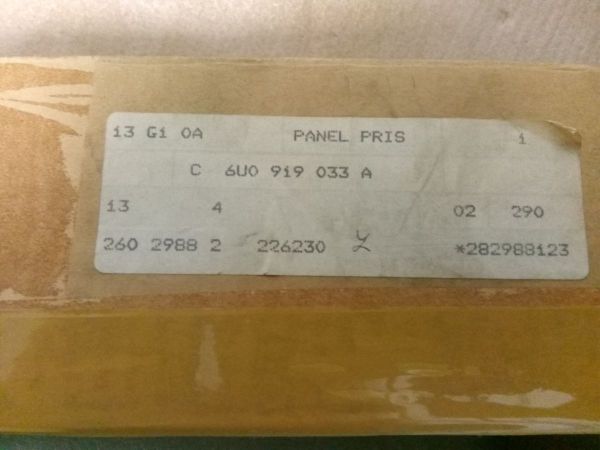 13 G1 0A PANEL PRIS 1
C 6U0 919 033 A
13 4 02 290
260 2988 2 226230 *282988123